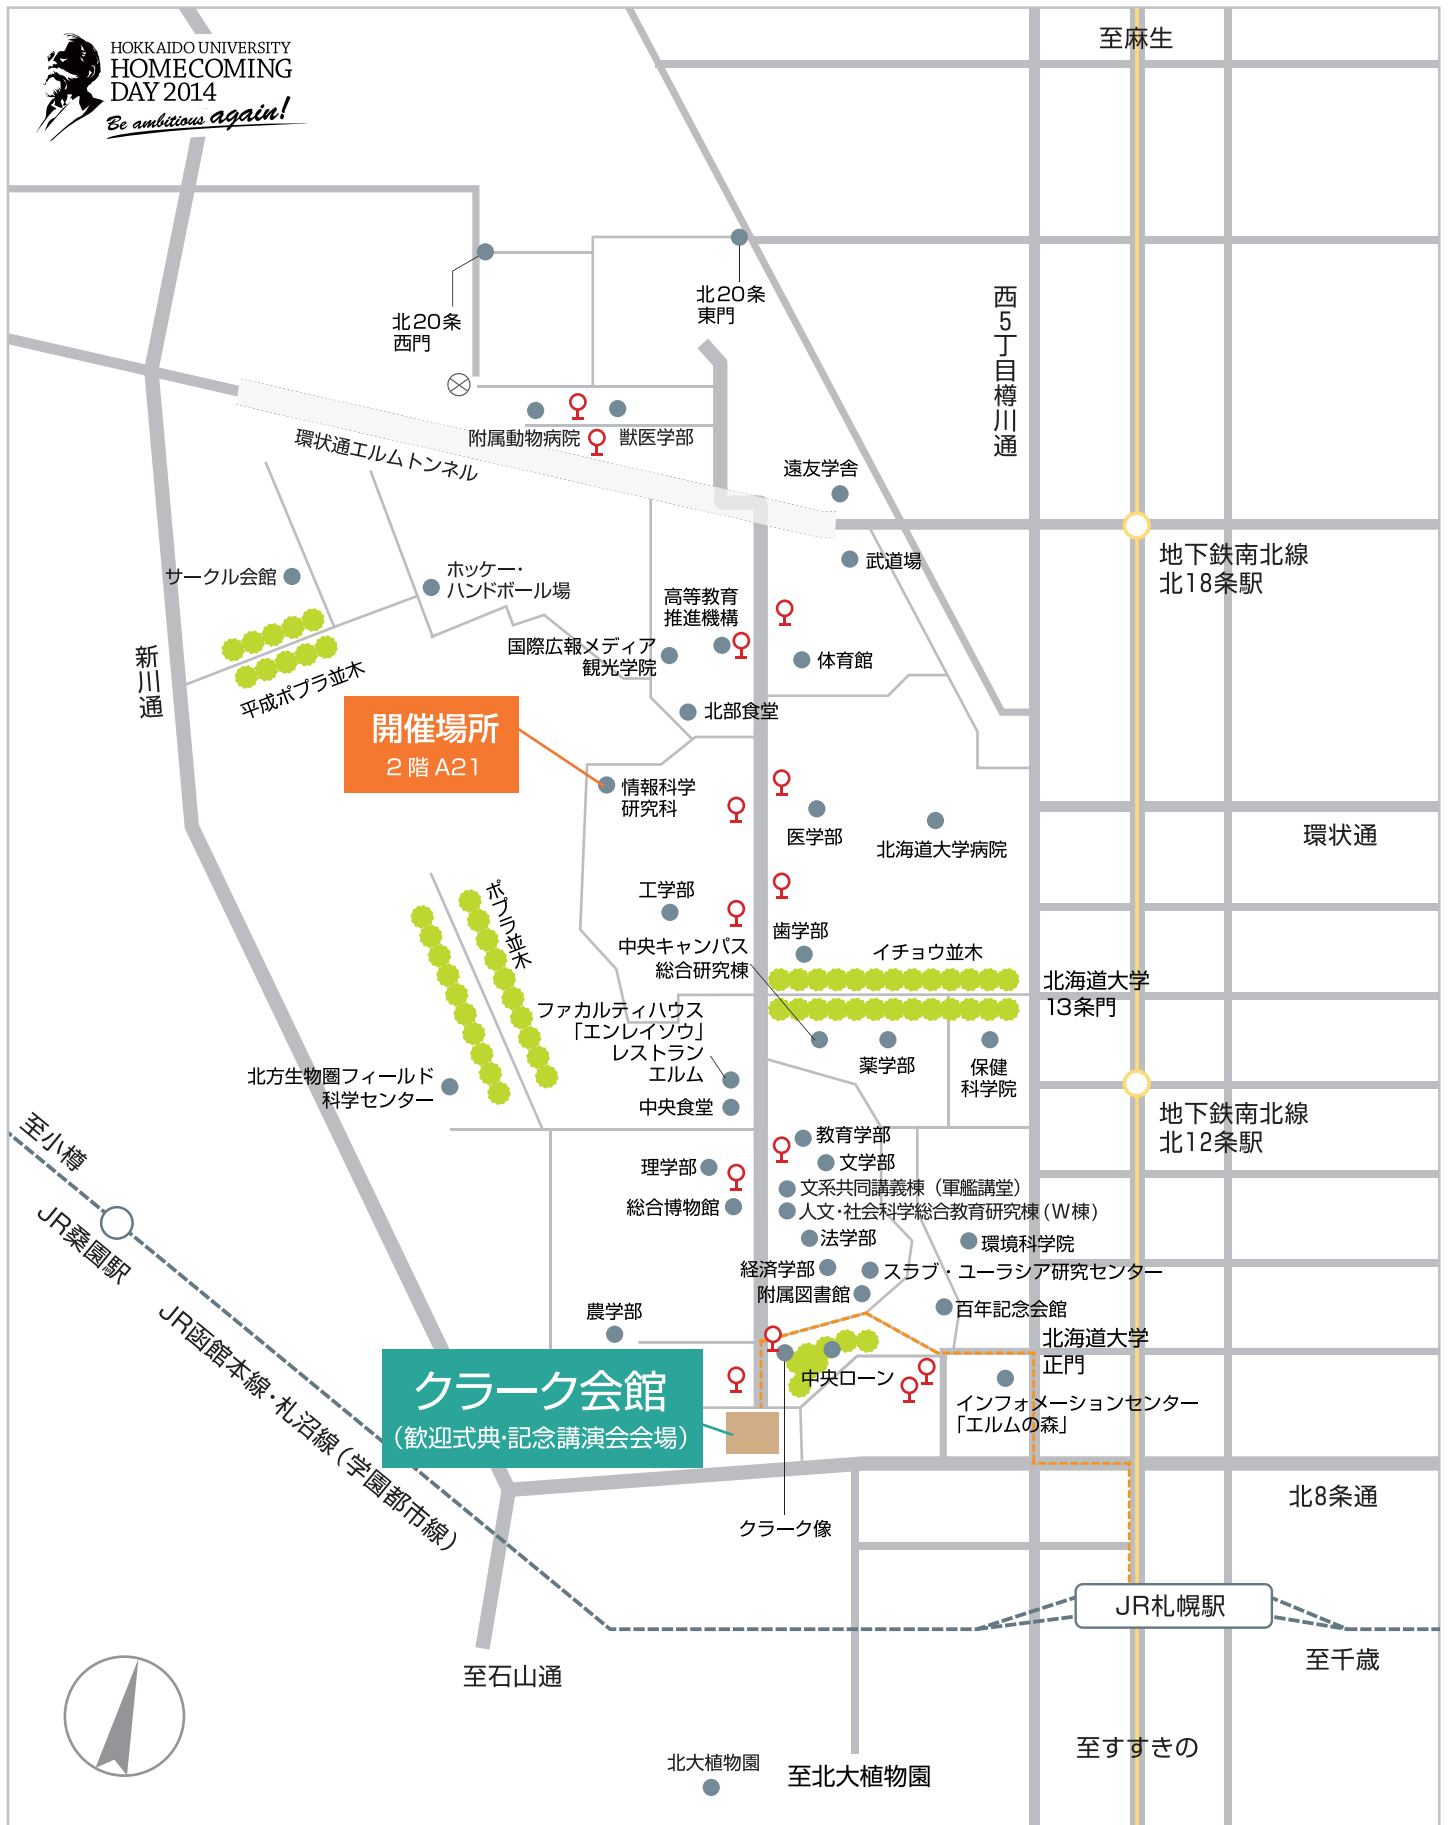 至麻生
HOKKAIDO UNIVERSITY
HOMECOMING
DAY 2014
Be ambitious again!
北20条
西門
北20条
東門
西5丁目樽川通
附属動物病院
獣医学部
環状通エルムトンネル
遠友学舎
地下鉄南北線
北18条駅
武道場
サークル会館
ホッケー・
ハンドボール場
高等教育
推進機構
国際広報メディア
観光学院
体育館
新川通
平成ポプラ並木
北部食堂
開催場所
2階 A21
情報科学
研究科
医学部
北海道大学病院
環状通
工学部
ポプラ並木
歯学部
中央キャンパス
総合研究棟
イチョウ並木
北海道大学
13条門
ファカルティハウス
「エンレイソウ」
レストラン
エルム
薬学部
保健
科学院
北方生物圏フィールド
科学センター
中央食堂
地下鉄南北線
北12条駅
至小樽
教育学部
文学部
理学部
文系共同講義棟（軍艦講堂）
総合博物館
人文・社会科学総合教育研究棟(W棟)
JR桑園駅
法学部
環境科学院
経済学部
スラブ・ユーラシア研究センター
附属図書館
百年記念会館
農学部
北海道大学
正門
JR函館本線・札沼線（学園都市線）
クラーク会館
（歓迎式典・記念講演会会場）
中央ローン
インフォメーションセンター
「エルムの森」
北8条通
クラーク像
JR札幌駅
至石山通
至千歳
至すすきの
北大植物園
至北大植物園